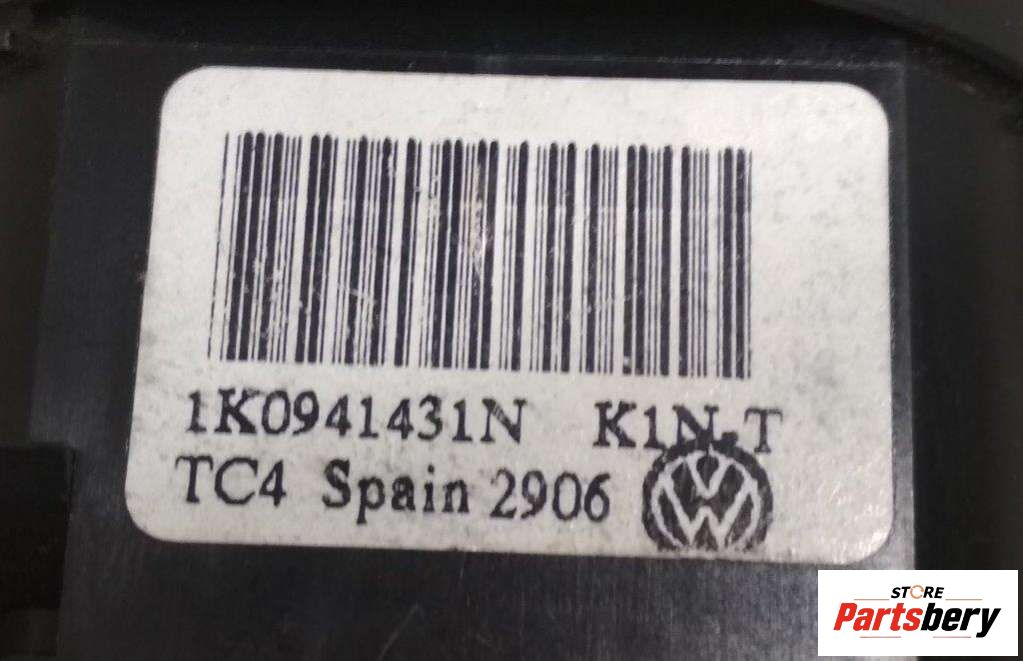 1K0941431N K1N-T
TC4 Spain 2906
STORE
Partsbery